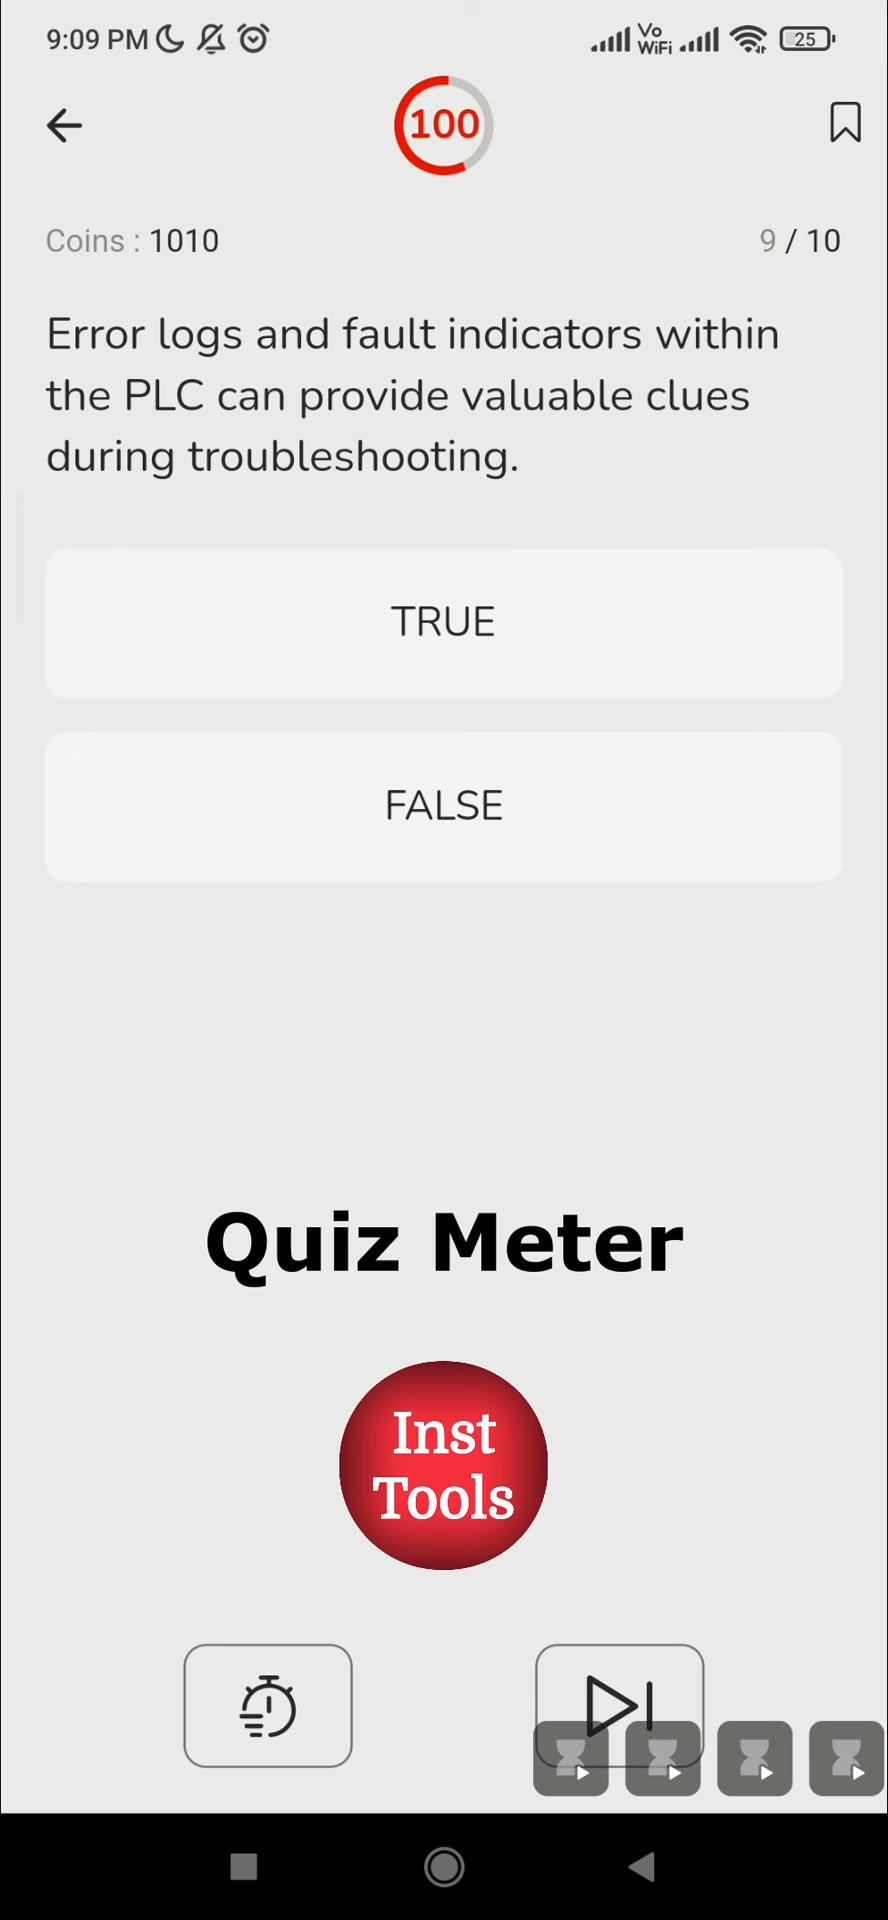 9:09 PM
Vo
WiFi
25
100
Coins : 1010
9 / 10
Error logs and fault indicators within
the PLC can provide valuable clues
during troubleshooting.
TRUE
FALSE
Quiz Meter
Inst
Tools